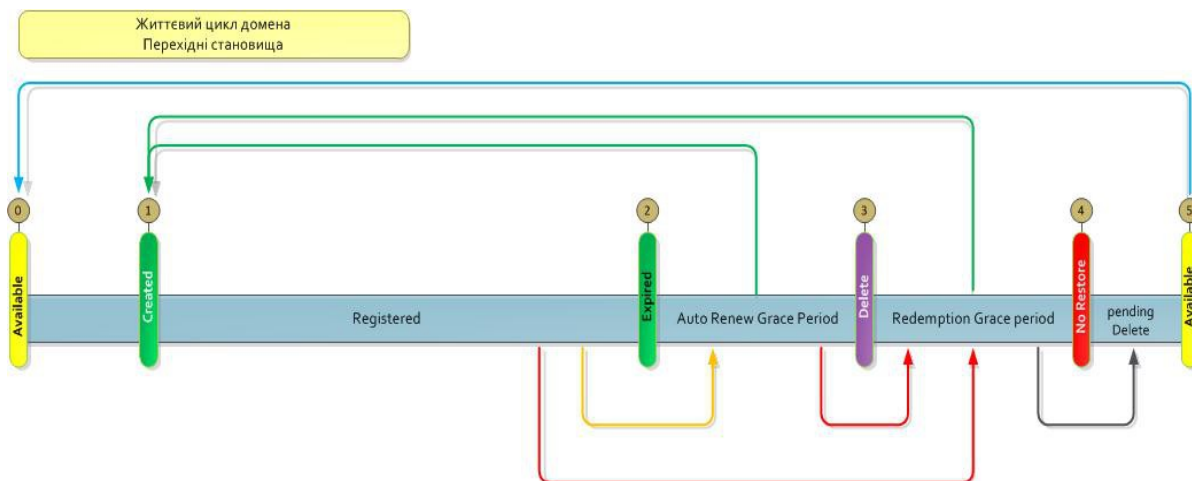 Життєвий цикл домена
Перехідні становища
0
1
2
3
4
5
Available
Created
Registered
Expired
Auto Renew Grace Period
Delete
Redemption Grace period
No Restore
pending
Delete
Available